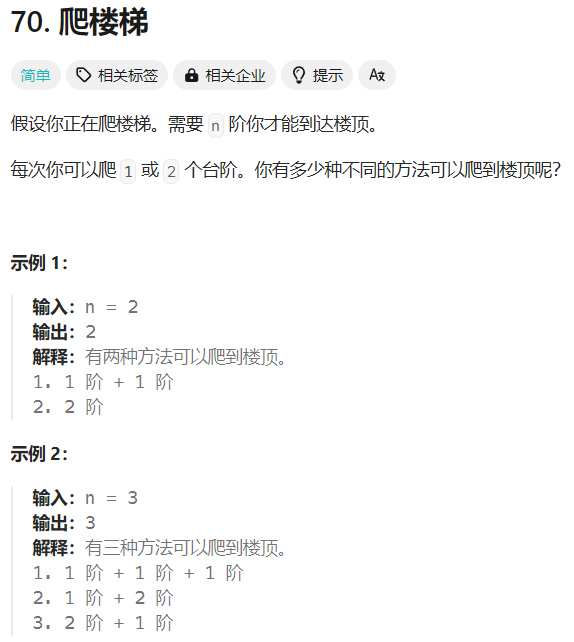 70. 爬楼梯
简单 相关标签 相关企业 提示 Aあ
假设你正在爬楼梯。需要 n 阶你才能到达楼顶。
每次你可以爬 1 或 2 个台阶。你有多少种不同的方法可以爬到楼顶呢?
示例 1：
输入：n = 2
输出：2
解释：有两种方法可以爬到楼顶。
1. 1 阶 + 1 阶
2. 2 阶
示例 2：
输入：n = 3
输出：3
解释：有三种方法可以爬到楼顶。
1. 1 阶 + 1 阶 + 1 阶
2. 1 阶 + 2 阶
3. 2 阶 + 1 阶